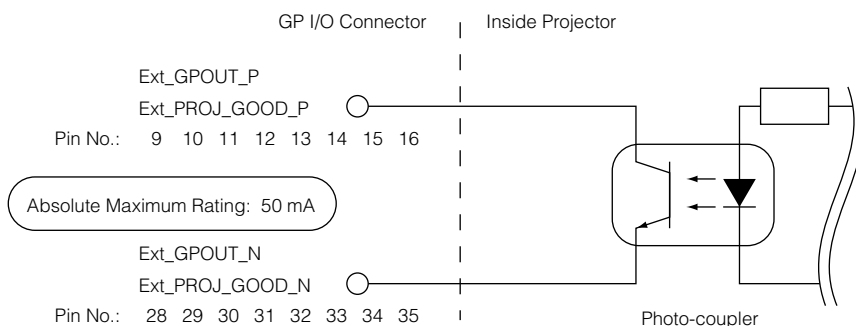 GP I/O Connector Inside Projector
Ext_GPOUT_P
Ext_PROJ_GOOD_P
Pin No.: 9 10 11 12 13 14 15 16
Absolute Maximum Rating: 50 mA
Ext_GPOUT_N
Ext_PROJ_GOOD_N
Pin No.: 28 29 30 31 32 33 34 35
Photo-coupler